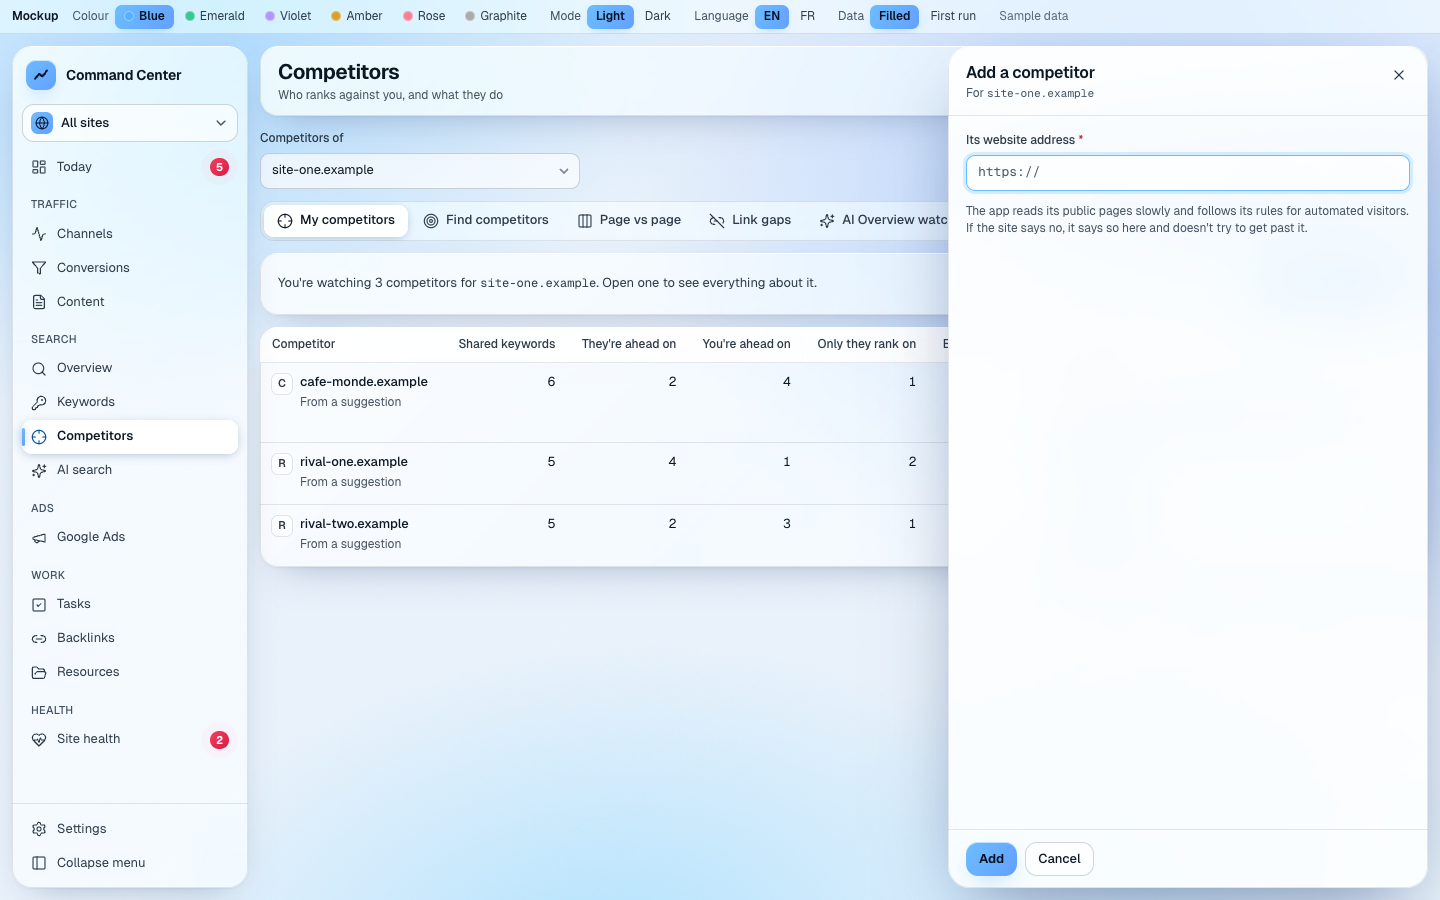 Mockup Colour Blue Emerald Violet Amber Rose Graphite Mode Light Dark Language EN FR Data Filled First run Sample data
Command Center
All sites
Today 5
TRAFFIC
Channels
Conversions
Content
SEARCH
Overview
Keywords
Competitors
AI search
ADS
Google Ads
WORK
Tasks
Backlinks
Resources
HEALTH
Site health 2
Settings
Collapse menu
Competitors
Who ranks against you, and what they do
Competitors of
site-one.example
My competitors Find competitors Page vs page Link gaps AI Overview watc
You're watching 3 competitors for site-one.example. Open one to see everything about it.
Competitor Shared keywords They're ahead on You're ahead on Only they rank on
C cafe-monde.example 6 2 4 1
From a suggestion
R rival-one.example 5 4 1 2
From a suggestion
R rival-two.example 5 2 3 1
From a suggestion
Add a competitor
For site-one.example
Its website address *
https://
The app reads its public pages slowly and follows its rules for automated visitors.
If the site says no, it says so here and doesn't try to get past it.
Add Cancel